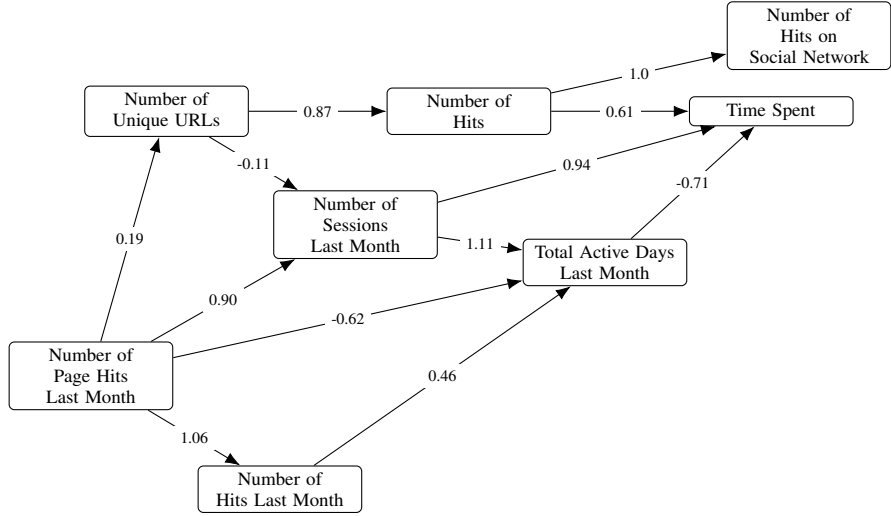 Number of
Hits on
Social Network
1.0
Number of
Unique URLs
0.87
Number of
Hits
0.61
Time Spent
-0.11
0.94
-0.71
Number of
Sessions
Last Month
1.11
Total Active Days
Last Month
0.19
0.90
-0.62
Number of
Page Hits
Last Month
0.46
1.06
Number of
Hits Last Month